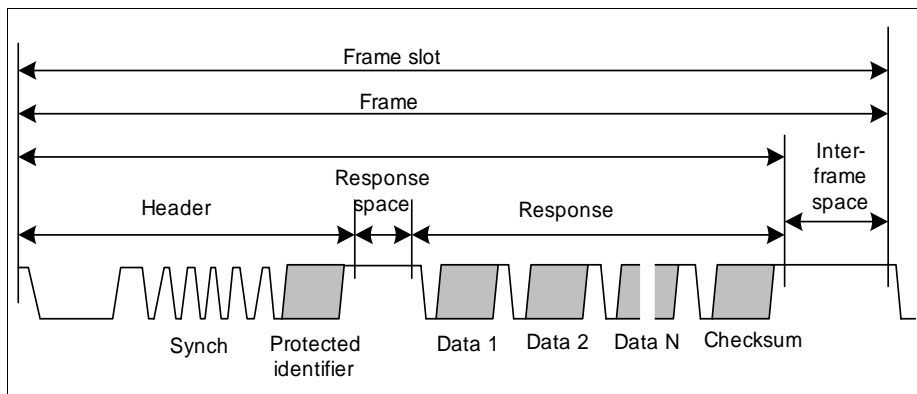 Frame slot
Frame
Inter-
frame
space
Response
space
Header
Response
Synch
Protected
identifier
Data 1
Data 2
Data N
Checksum